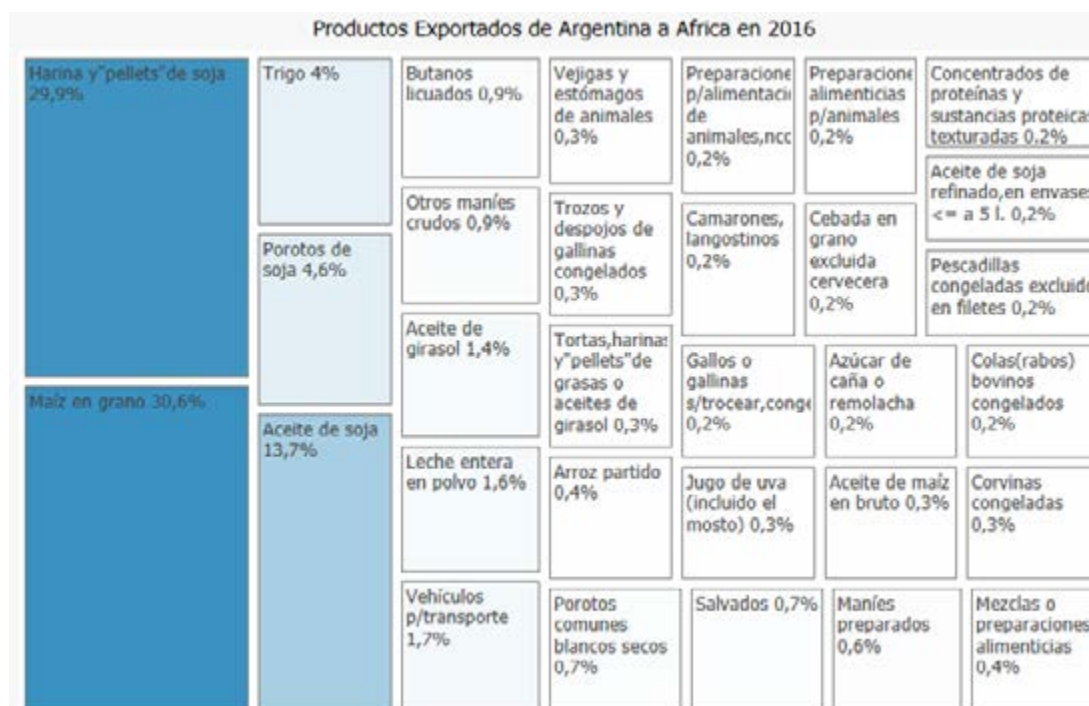 Productos Exportados de Argentina a Africa en 2016
Harina y"pellets"de soja
29,9%
Maíz en grano 30,6%
Trigo 4%
Porotos de
soja 4,6%
Aceite de soja
13,7%
Butanos
licuados 0,9%
Otros maníes
crudos 0,9%
Aceite de
girasol 1,4%
Leche entera
en polvo 1,6%
Vehículos
p/transporte
1,7%
Vejigas y
estómagos
de animales
0,3%
Trozos y
despojos de
gallinas
congelados
0,3%
Tortas,harinas
y"pellets"de
grasas o
aceites de
girasol 0,3%
Arroz partido
0,4%
Porotos
comunes
blancos secos
0,7%
Preparacione
p/alimentaci
de
animales,ncc
0,2%
Preparacione
alimenticias
p/animales
0,2%
Concentrados de
proteínas y
sustancias proteicas
texturadas 0.2%
Aceite de soja
refinado,en envases
<= a 5 l. 0,2%
Pescadillas
congeladas excluido
en filetes 0,2%
Camarones,
langostinos
0,2%
Cebada en
grano
excluida
cervecera
0,2%
Gallos o
gallinas
s/trocear,conge
0,2%
Azúcar de
caña o
remolacha
0,2%
Colas(rabos)
bovinos
congelados
0,2%
Jugo de uva
(incluido el
mosto) 0,3%
Aceite de maíz
en bruto 0,3%
Corvinas
congeladas
0,3%
Salvados 0,7%
Maníes
preparados
0,6%
Mezclas o
preparaciones
alimenticias
0,4%